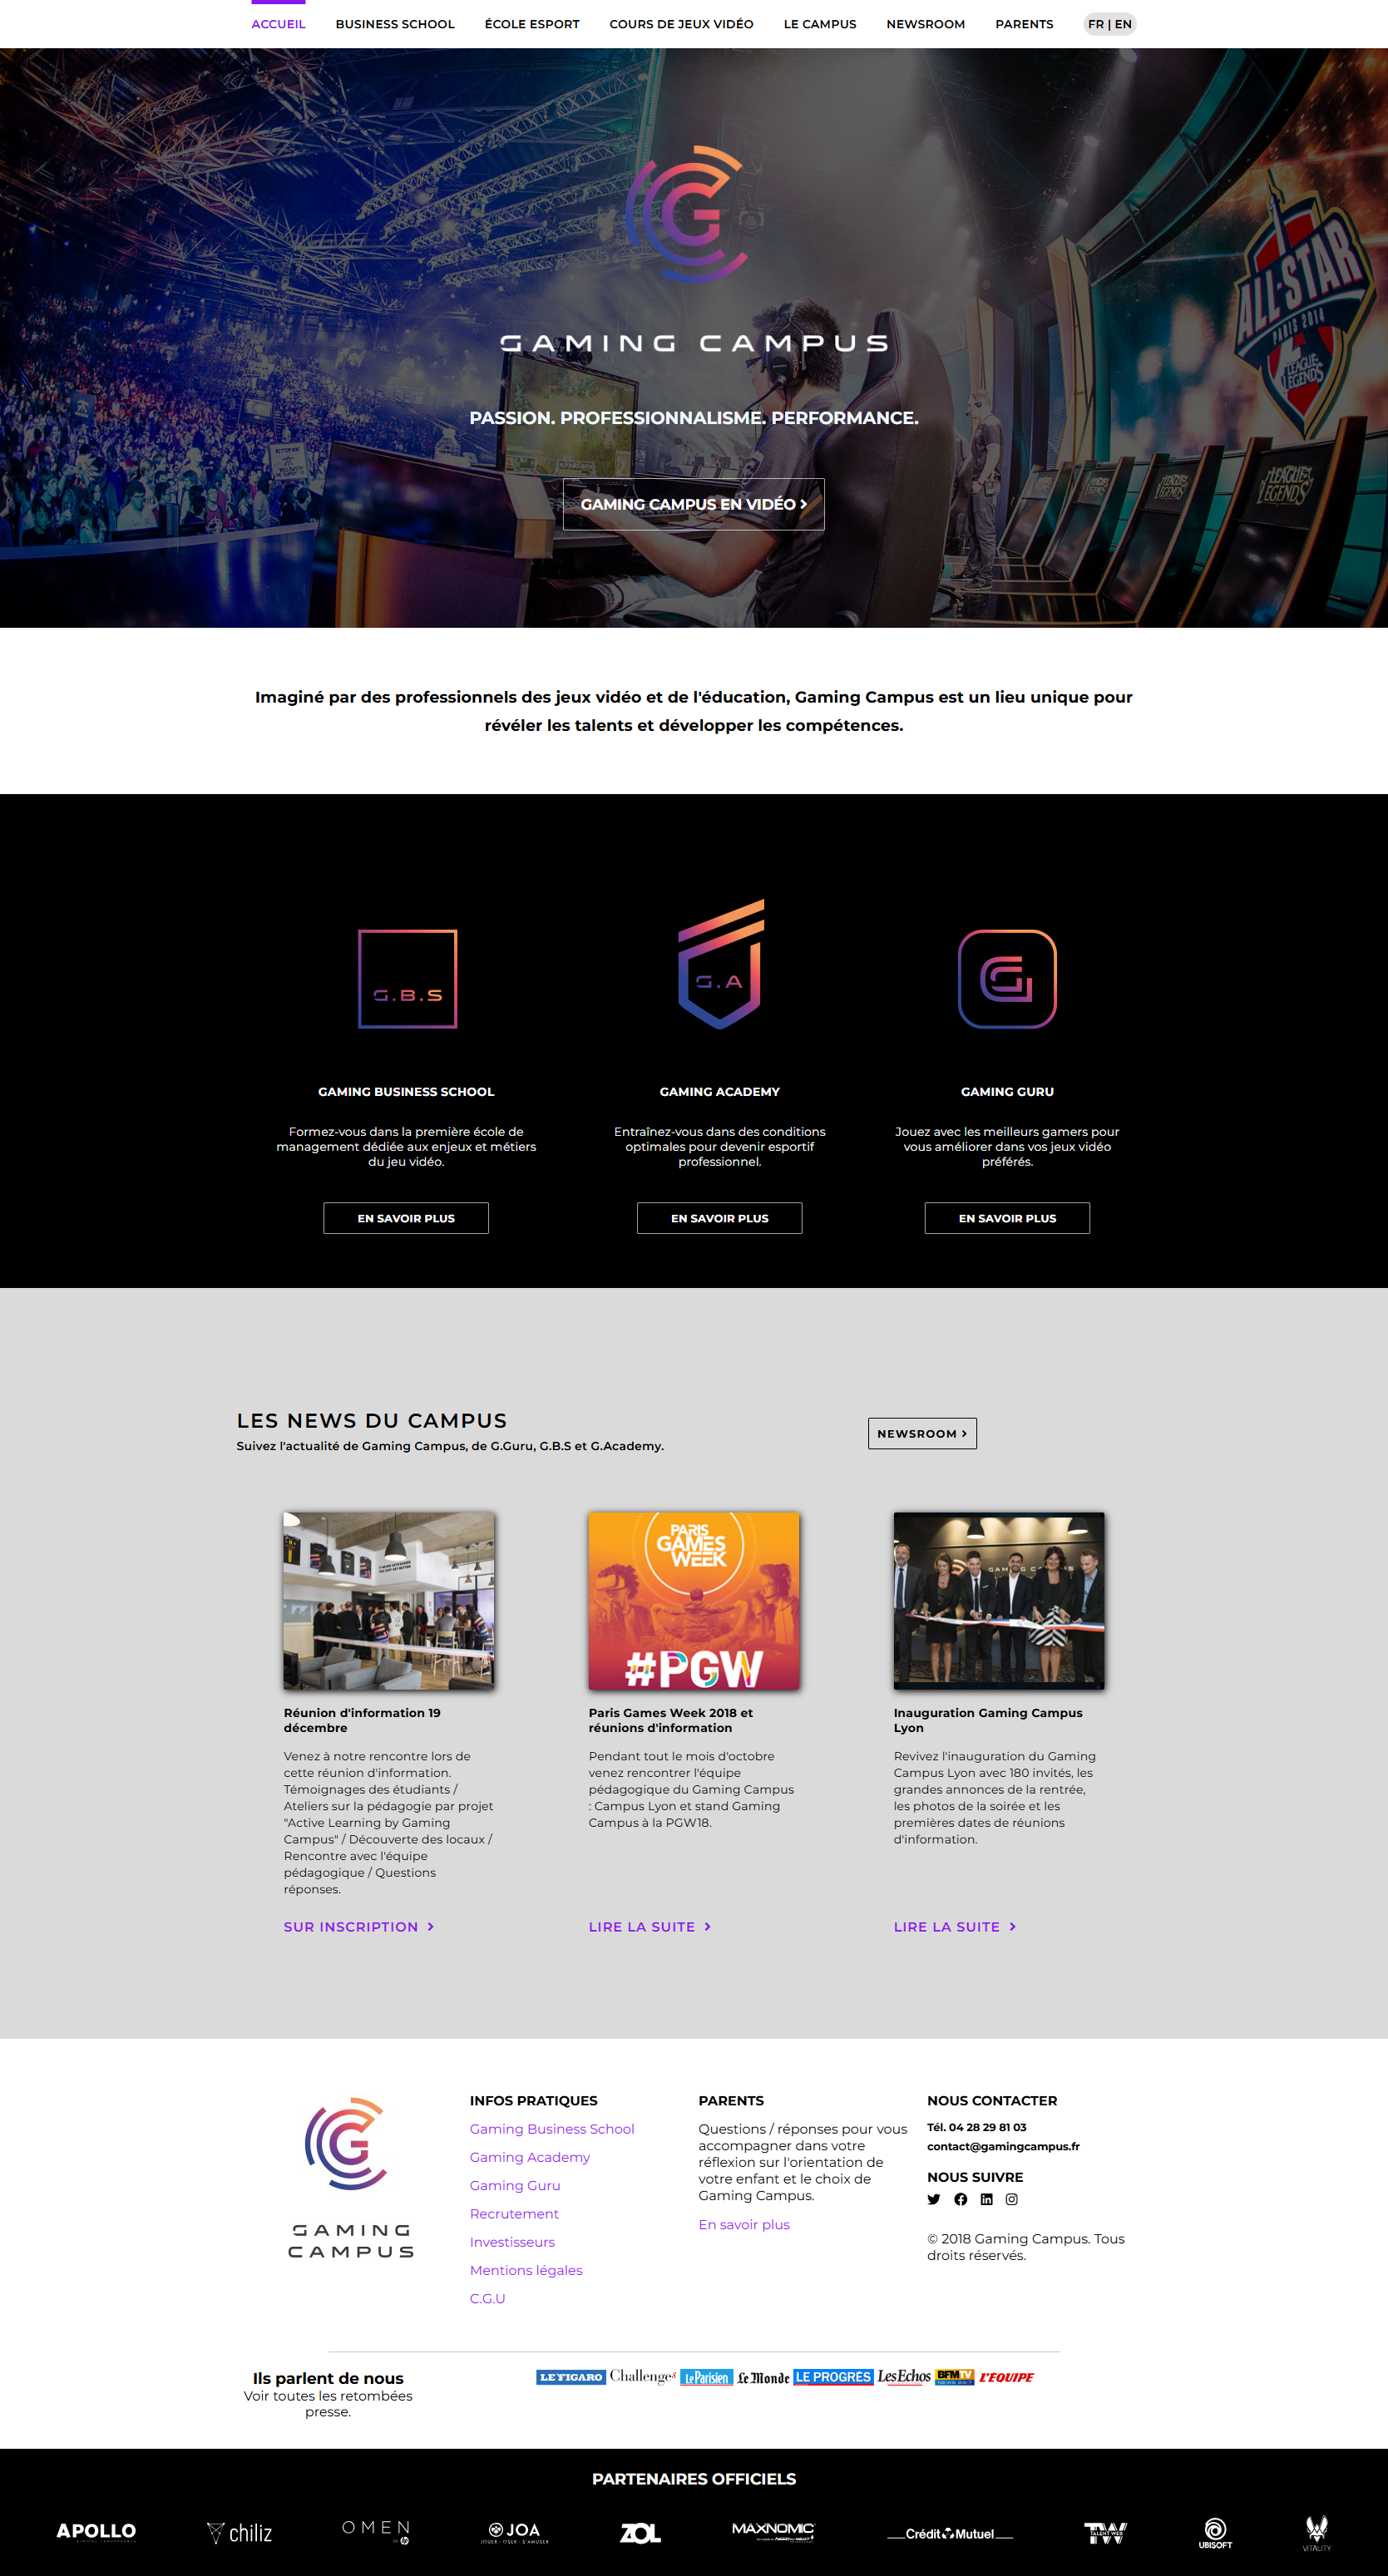 ACCUEIL BUSINESS SCHOOL ÉCOLE ESPORT COURS DE JEUX VIDÉO LE CAMPUS NEWSROOM PARENTS FR | EN
ALL-STAR
PARIS 2014
LEAGUE LEGENDS
GAMING CAMPUS
PASSION. PROFESSIONNALISME. PERFORMANCE.
LEGENDS
GAMING CAMPUS EN VIDÉO
Imaginé par des professionnels des jeux vidéo et de l'éducation, Gaming Campus est un lieu unique pour
révéler les talents et développer les compétences.
G.B.S
G.A
G
GAMING BUSINESS SCHOOL
Formez-vous dans la première école de
management dédiée aux enjeux et métiers
du jeu vidéo.
EN SAVOIR PLUS
GAMING ACADEMY
Entraînez-vous dans des conditions
optimales pour devenir esportif
professionnel.
EN SAVOIR PLUS
GAMING GURU
Jouez avec les meilleurs gamers pour
vous améliorer dans vos jeux vidéo
préférés.
EN SAVOIR PLUS
LES NEWS DU CAMPUS
Suivez l'actualité de Gaming Campus, de G.Guru, G.B.S et G.Academy.
NEWSROOM
Réunion d'information 19
décembre
Venez à notre rencontre lors de
cette réunion d'information.
Témoignages des étudiants /
Ateliers sur la pédagogie par projet
"Active Learning by Gaming
Campus" / Découverte des locaux /
Rencontre avec l'équipe
pédagogique / Questions
réponses.
SUR INSCRIPTION
PARIS
GAMES
WEEK
#PGW
Paris Games Week 2018 et
réunions d'information
Pendant tout le mois d'octobre
venez rencontrer l'équipe
pédagogique du Gaming Campus
: Campus Lyon et stand Gaming
Campus à la PGW18.
LIRE LA SUITE
Inauguration Gaming Campus
Lyon
Revivez l'inauguration du Gaming
Campus Lyon avec 180 invités, les
grandes annonces de la rentrée,
les photos de la soirée et les
premières dates de réunions
d'information.
LIRE LA SUITE
GAMING
CAMPUS
INFOS PRATIQUES
Gaming Business School
Gaming Academy
Gaming Guru
Recrutement
Investisseurs
Mentions légales
C.G.U
PARENTS
Questions / réponses pour vous
accompagner dans votre
réflexion sur l'orientation de
votre enfant et le choix de
Gaming Campus.
En savoir plus
NOUS CONTACTER
Tél. 04 28 29 81 03
contact@gamingcampus.fr
NOUS SUIVRE
© 2018 Gaming Campus. Tous
droits réservés.
Ils parlent de nous
Voir toutes les retombées
presse.
LE FIGARO Challenges Le Parisien Le Monde LE PROGRÈS Les Echos BFM TV L'ÉQUIPE
PARTENAIRES OFFICIELS
APOLLO chiliz OMEN by hp JOA ZOL MAXNOMIC Crédit Mutuel TW UBISOFT VITALITY
JOUER - OSER - S'AMUSER
TALENT WEB